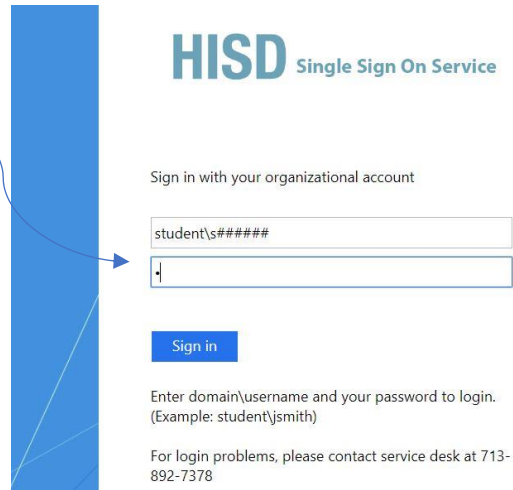 HISD Single Sign On Service
Sign in with your organizational account
student\s######
•
Sign in
Enter domain\username and your password to login.
(Example: student\jsmith)
For login problems, please contact service desk at 713-
892-7378